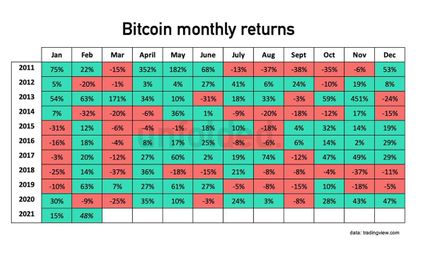 Bitcoin monthly returns
Jan Feb Mar April May June July Aug Sept Oct Nov Dec
2011 75% 22% -15% 352% 182% 68% -13% -37% -38% -35% -6% 53%
2012 5% -20% -1% 3% 4% 27% 41% 6% 24% -10% 19% 8%
2013 54% 63% 171% 34% 10% -31% 18% 33% -3% 59% 451% -24%
2014 7% -32% -20% -6% 36% 1% -9% -20% -18% -12% 17% -15%
2015 -31% 12% -6% -4% -1% 18% 10% -18% 4% 32% 14% 19%
2016 -16% 18% -4% 8% 17% 25% -8% -6% 6% 14% 2% 29%
2017 -3% 20% -12% 27% 60% 2% 19% 74% -12% 47% 49% 29%
2018 -25% 14% -37% 36% -18% -15% 21% -8% -6% -4% -37% -11%
2019 -10% 63% 7% 27% 61% 27% -5% -8% -15% 10% -18% -5%
2020 30% -9% -25% 35% 10% -3% 24% 3% -8% 28% 43% 47%
2021 15% 48%
data: tradingview.com